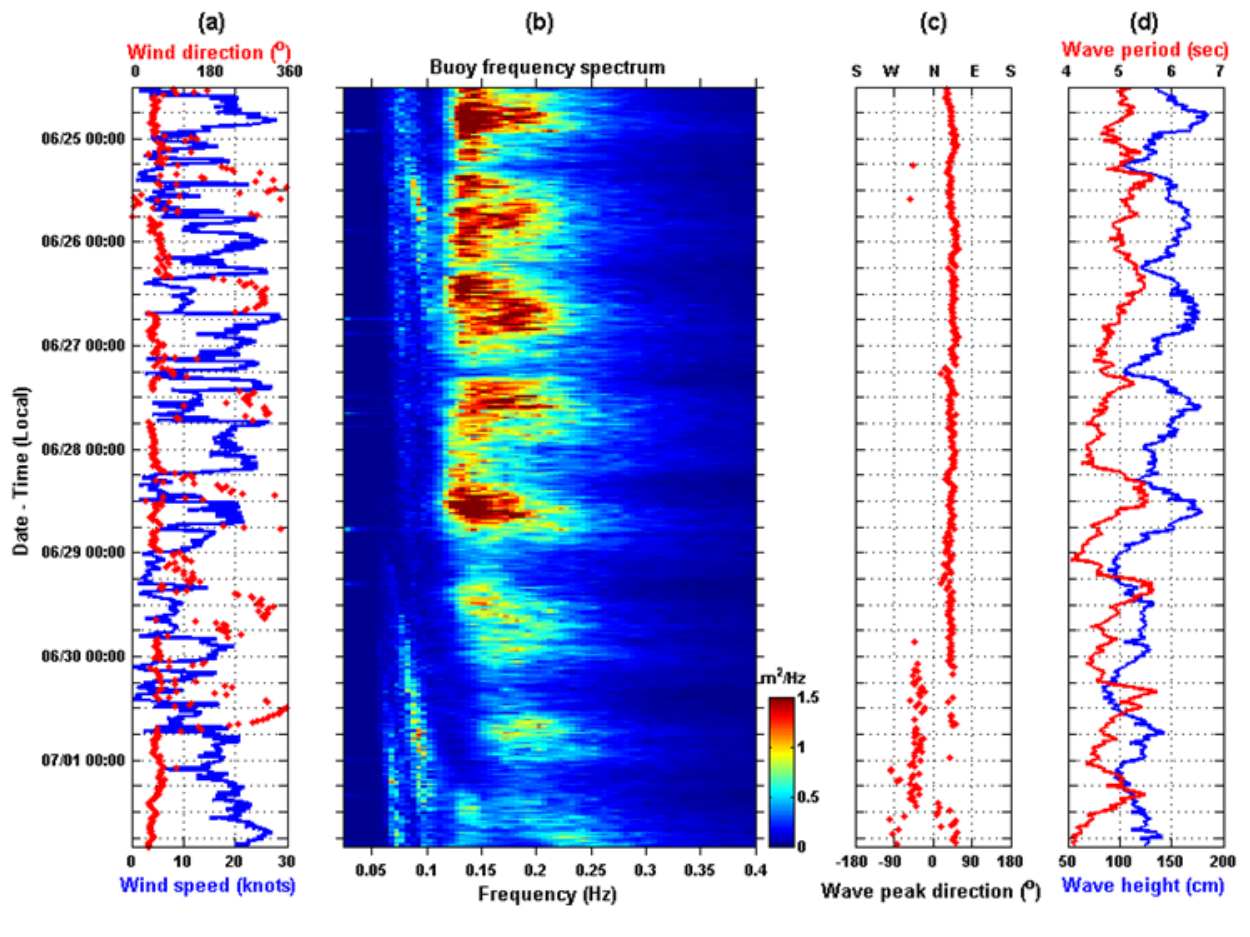 (a)
(b)
(c)
(d)
Wind direction (º)
0 180 360
Buoy frequency spectrum
S W N E S
Wave period (sec)
4 5 6 7
Date - Time (Local)
06/25 00:00
06/26 00:00
06/27 00:00
06/28 00:00
06/29 00:00
06/30 00:00
07/01 00:00
m²/Hz
1.5
1
0.5
0
0 10 20 30
Wind speed (knots)
0.05 0.1 0.15 0.2 0.25 0.3 0.35 0.4
Frequency (Hz)
-180 -90 0 90 180
Wave peak direction (º)
50 100 150 200
Wave height (cm)